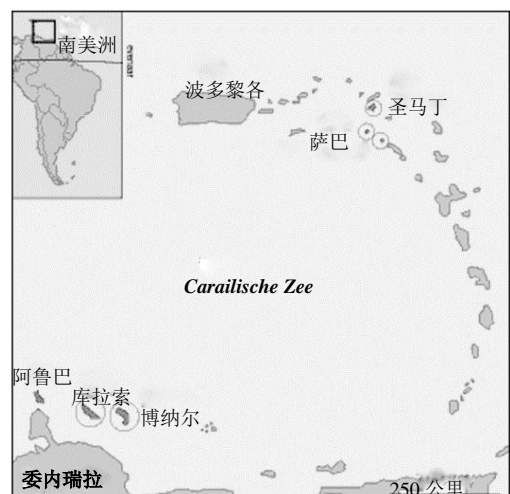 南美洲
波多黎各
圣马丁
萨巴
Carailische Zee
阿鲁巴
库拉索
博纳尔
委内瑞拉
250 公里